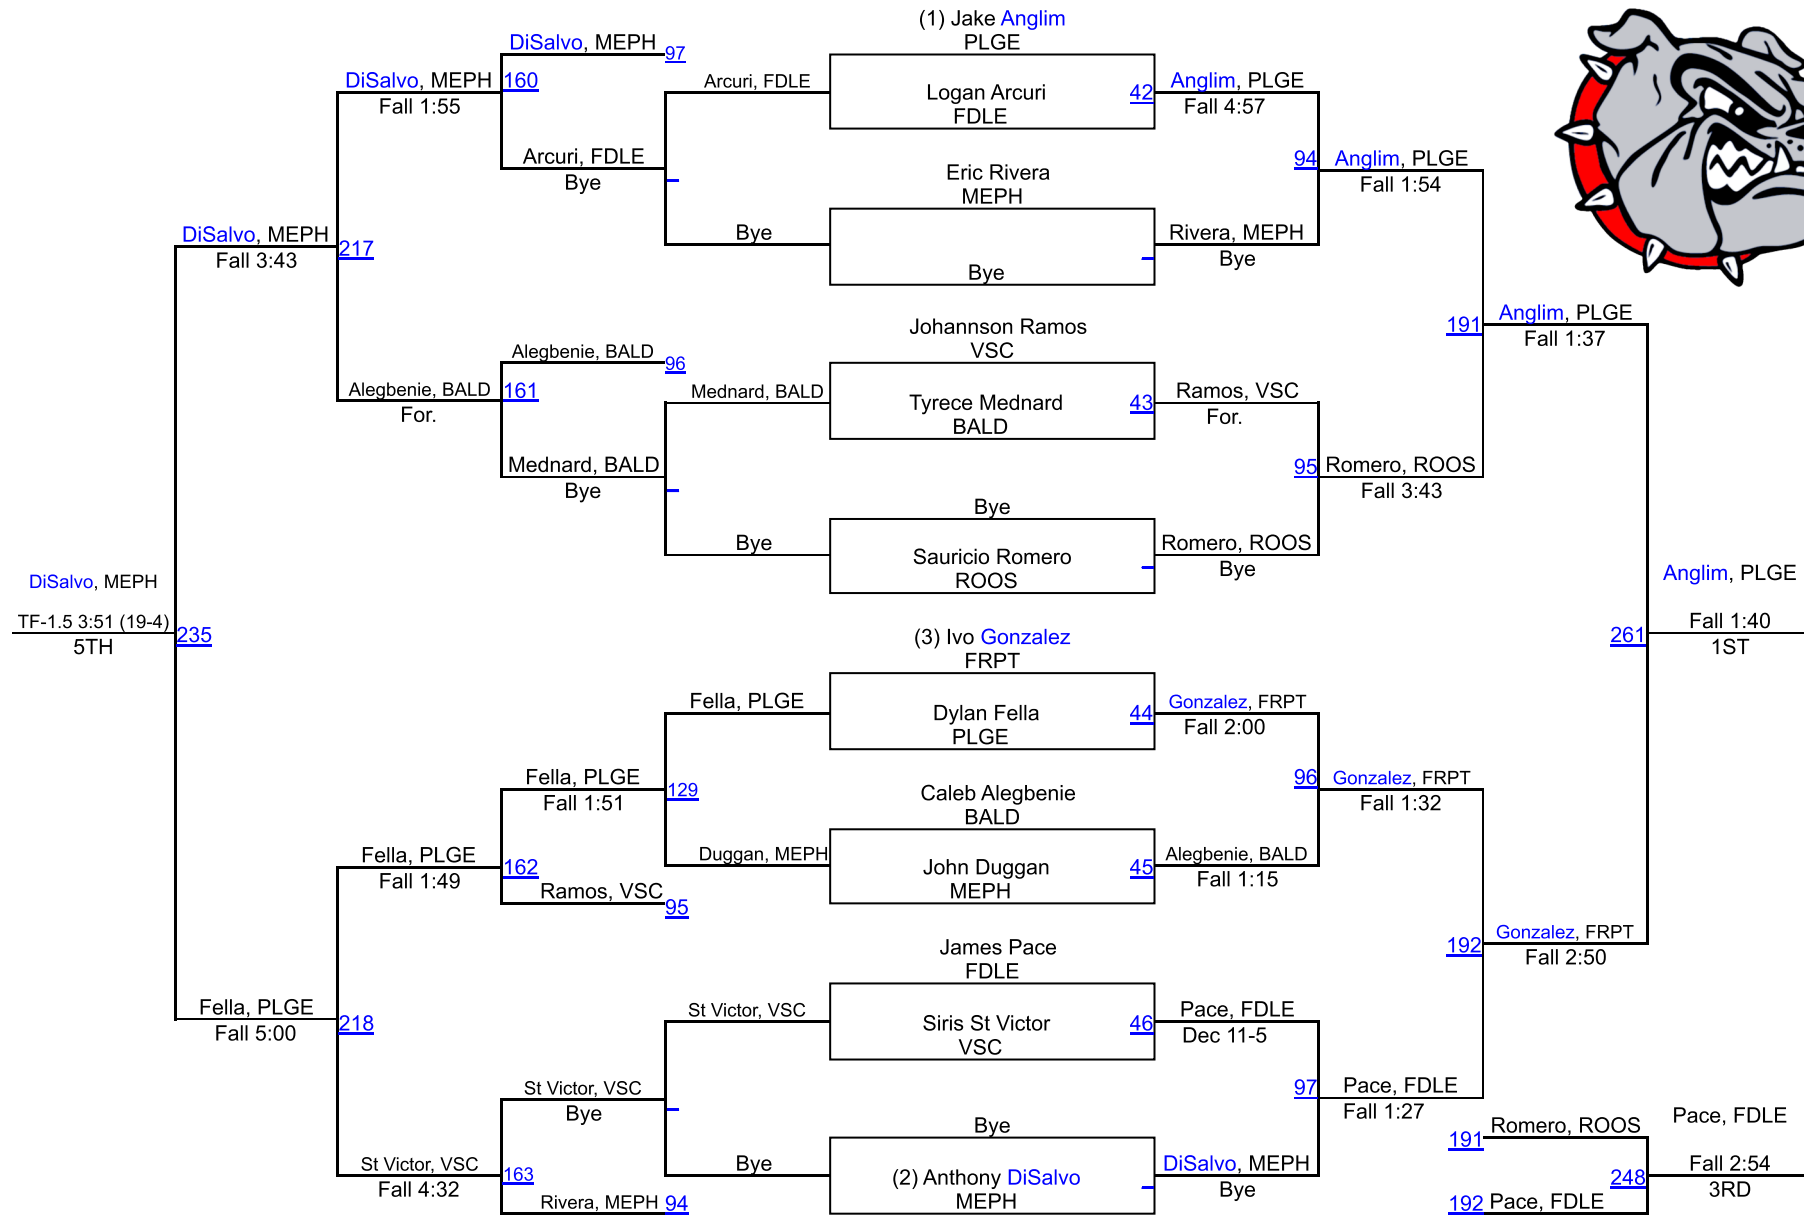 (1) Jake Anglim
PLGE
DiSalvo, MEPH 97
DiSalvo, MEPH 160
Fall 1:55
Arcuri, FDLE
Logan Arcuri 42
FDLE
Anglim, PLGE
Fall 4:57
Arcuri, FDLE
Bye
Eric Rivera
MEPH
94 Anglim, PLGE
Fall 1:54
DiSalvo, MEPH 217
Fall 3:43
Bye
Bye
Rivera, MEPH
Bye
Johannson Ramos
VSC
191 Anglim, PLGE
Fall 1:37
Alegbenie, BALD 96
Alegbenie, BALD 161
For.
Mednard, BALD
Tyrece Mednard 43
BALD
Ramos, VSC
For.
Mednard, BALD
Bye
95 Romero, ROOS
Fall 3:43
Bye
Bye
Sauricio Romero
ROOS
Romero, ROOS
Bye
DiSalvo, MEPH
TF-1.5 3:51 (19-4) 235
5TH
Anglim, PLGE
261 Fall 1:40
1ST
(3) Ivo Gonzalez
FRPT
Fella, PLGE
Dylan Fella 44
PLGE
Gonzalez, FRPT
Fall 2:00
Fella, PLGE 129
Fall 1:51
Caleb Alegbenie
BALD
96 Gonzalez, FRPT
Fall 1:32
Fella, PLGE 162
Fall 1:49
Duggan, MEPH
John Duggan 45
MEPH
Alegbenie, BALD
Fall 1:15
Ramos, VSC 95
James Pace
FDLE
192 Gonzalez, FRPT
Fall 2:50
Fella, PLGE 218
Fall 5:00
St Victor, VSC
Siris St Victor 46
VSC
Pace, FDLE
Dec 11-5
St Victor, VSC
Bye
97 Pace, FDLE
Fall 1:27
Bye
Bye
(2) Anthony DiSalvo
MEPH
DiSalvo, MEPH
Bye
St Victor, VSC 163
Fall 4:32
Rivera, MEPH 94
191 Romero, ROOS
Pace, FDLE
248 Fall 2:54
3RD
192 Pace, FDLE